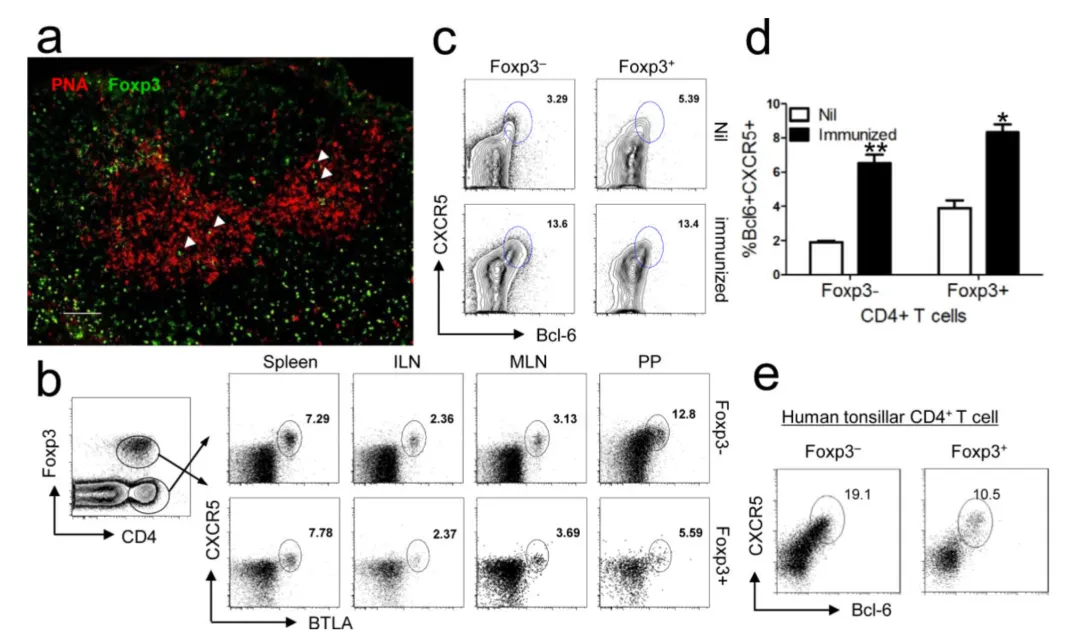 a
PNA Foxp3
b
Foxp3
CD4
Spleen ILN MLN PP
7.29 2.36 3.13 12.8
Foxp3-
7.78 2.37 3.69 5.59
Foxp3+
CXCR5
BTLA
c
Foxp3– Foxp3+
3.29 5.39
Nil
13.6 13.4
immunized
CXCR5
Bcl-6
d
%Bcl6+CXCR5+
10
8
6
4
2
0
Nil
Immunized
** *
Foxp3- Foxp3+
CD4+ T cells
e
Human tonsillar CD4+ T cell
Foxp3– Foxp3+
19.1 10.5
CXCR5
Bcl-6